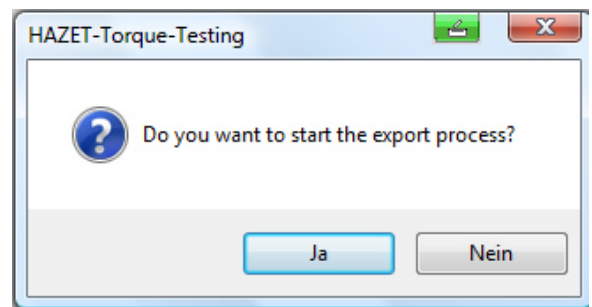 HAZET-Torque-Testing
Do you want to start the export process?
Ja
Nein